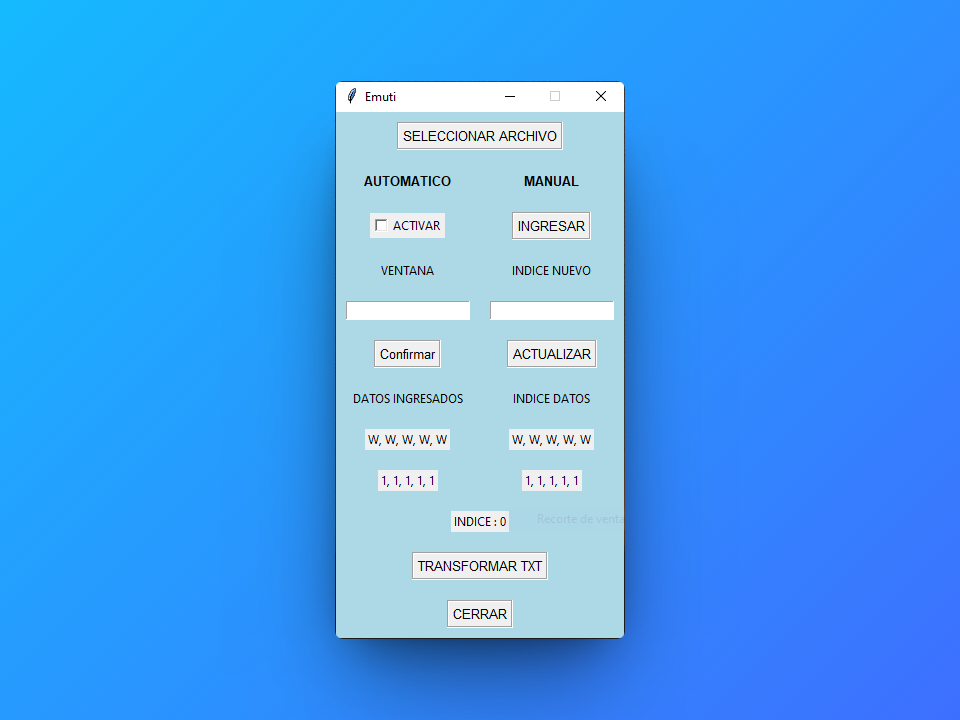 Emuti
SELECCIONAR ARCHIVO
AUTOMATICO MANUAL
ACTIVAR INGRESAR
VENTANA INDICE NUEVO
Confirmar ACTUALIZAR
DATOS INGRESADOS INDICE DATOS
W, W, W, W, W W, W, W, W, W
1, 1, 1, 1, 1 1, 1, 1, 1, 1
INDICE : 0 Recorte de venta
TRANSFORMAR TXT
CERRAR